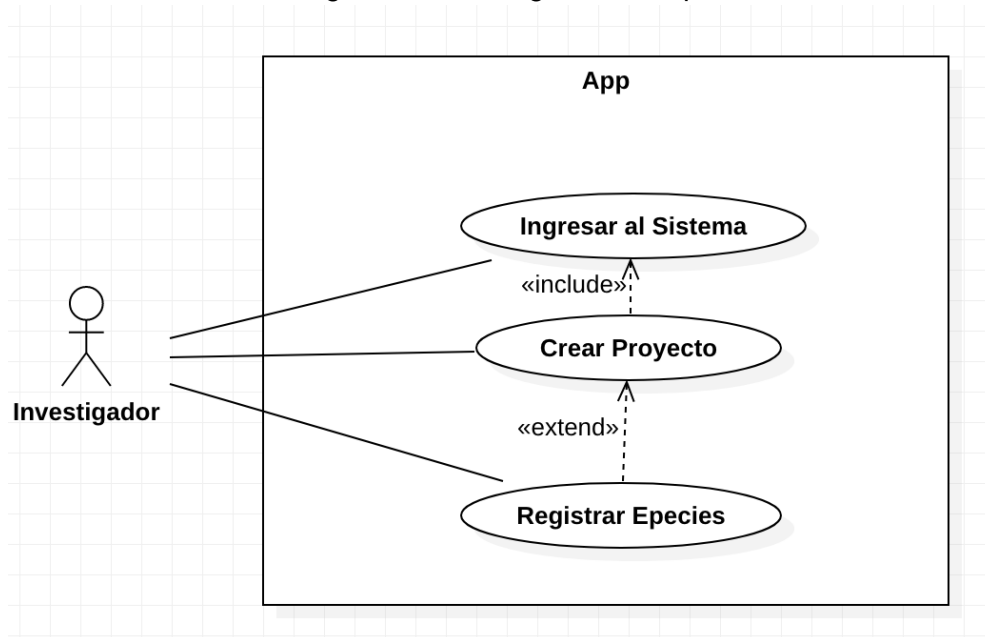 App
Ingresar al Sistema
«include»
Crear Proyecto
Investigador
«extend»
Registrar Epecies